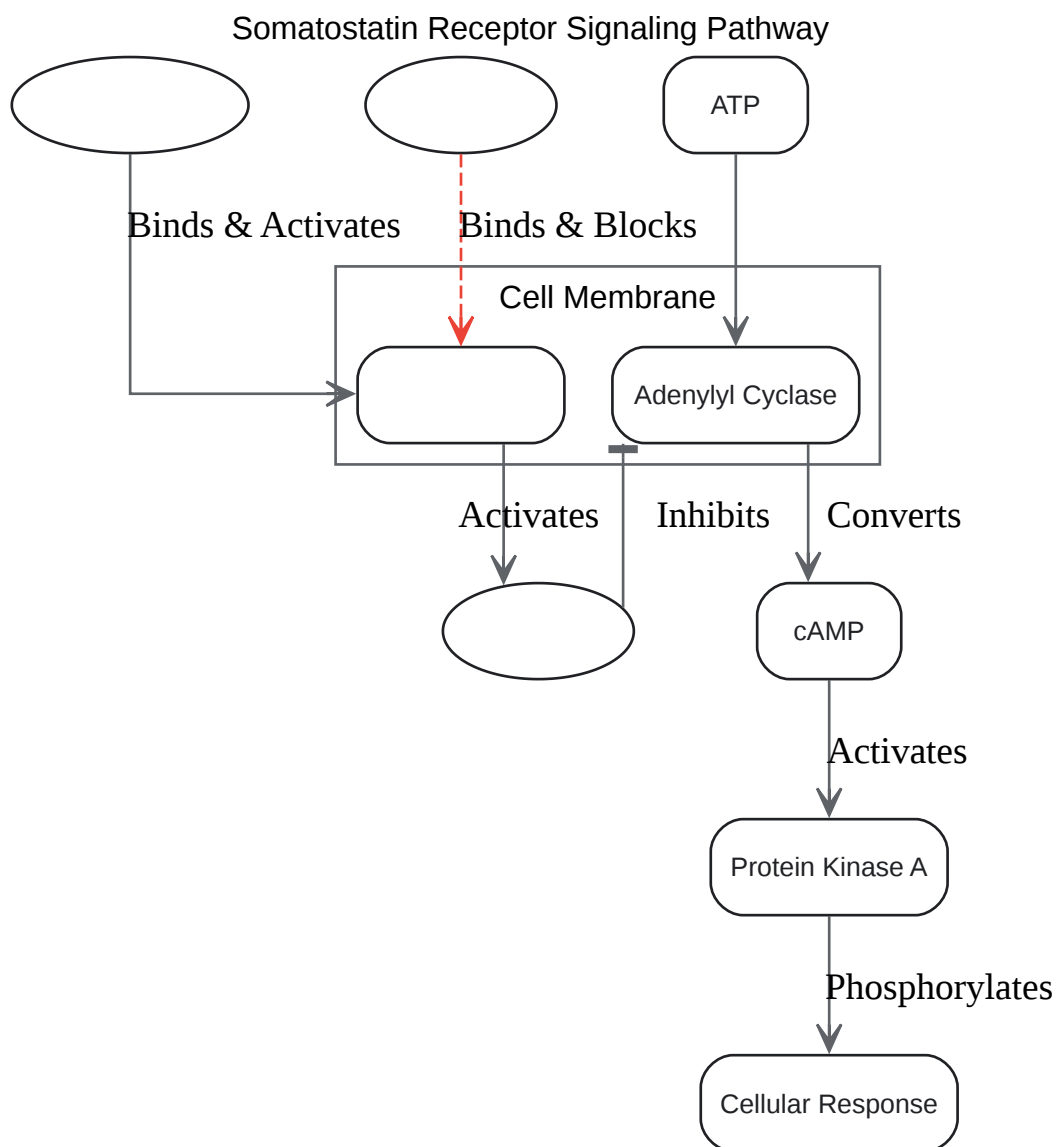 Somatostatin Receptor Signaling Pathway
ATP
Binds & Activates
Binds & Blocks
Cell Membrane
Adenylyl Cyclase
Activates
Inhibits
Converts
cAMP
Activates
Protein Kinase A
Phosphorylates
Cellular Response